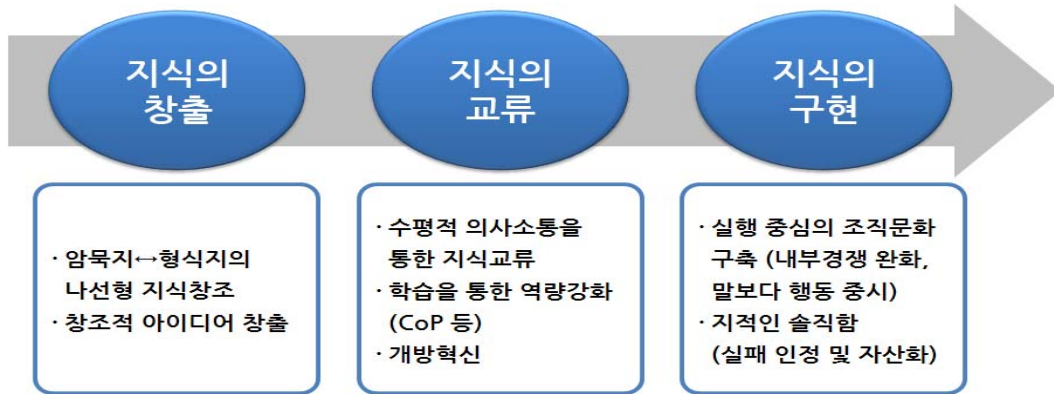 지식의
창출
지식의
교류
지식의
구현
· 암묵지↔형식지의
나선형 지식창조
· 창조적 아이디어 창출
· 수평적 의사소통을
통한 지식교류
· 학습을 통한 역량강화
(CoP 등)
· 개방혁신
· 실행 중심의 조직문화
구축 (내부경쟁 완화,
말보다 행동 중시)
· 지적인 솔직함
(실패 인정 및 자산화)